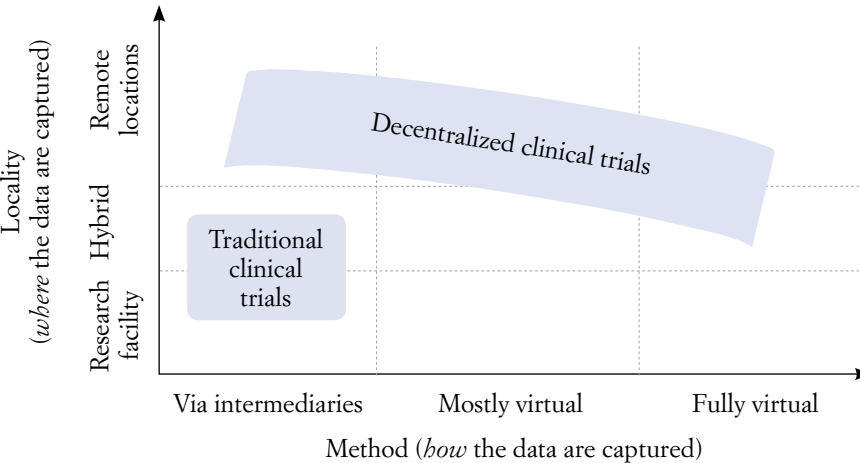 Locality
(where the data are captured)
Remote
locations
Hybrid
Research
facility
Decentralized clinical trials
Traditional
clinical
trials
Via intermediaries
Mostly virtual
Fully virtual
Method (how the data are captured)